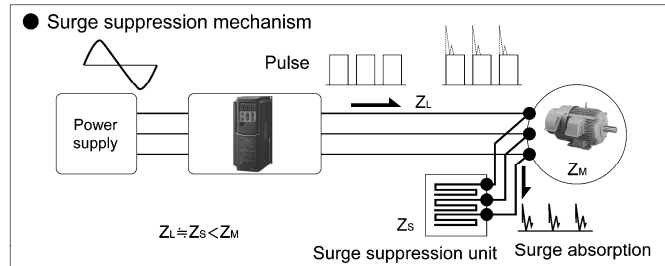 ● Surge suppression mechanism
Pulse
ZL
Power
supply
ZM
ZS
ZL≒ZS<ZM
Surge suppression unit
Surge absorption